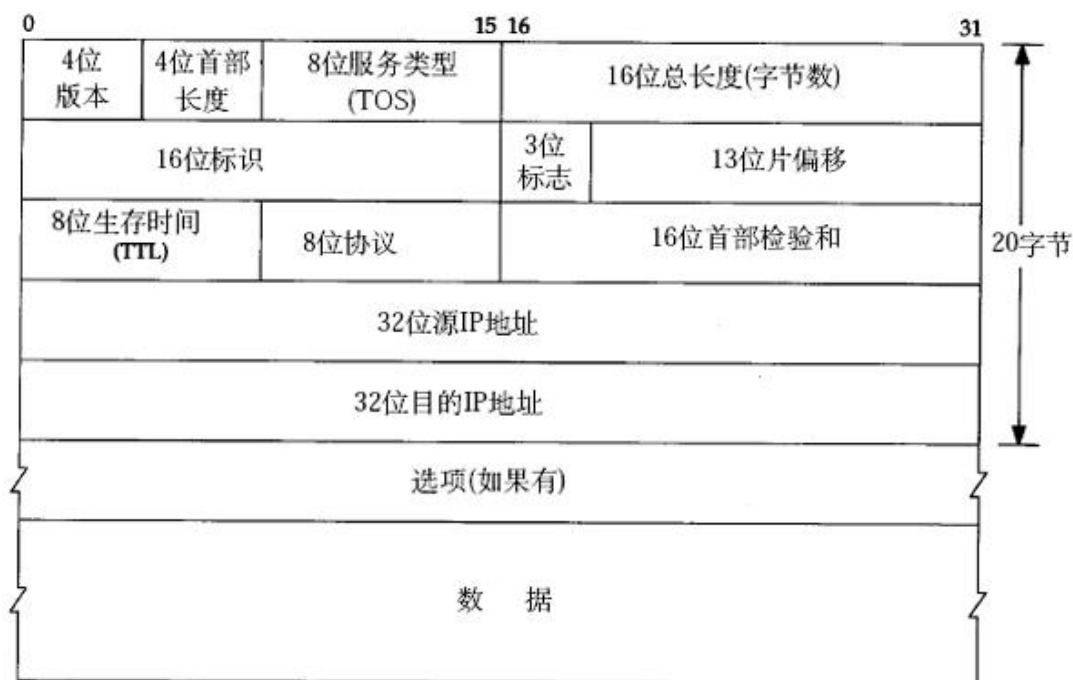 0 15 16 31
4位 4位首部 8位服务类型 16位总长度(字节数)
版本 长度 (TOS)
16位标识 3位 13位片偏移
标志
8位生存时间 8位协议 16位首部检验和 20字节
(TTL)
32位源IP地址
32位目的IP地址
选项(如果有)
数 据